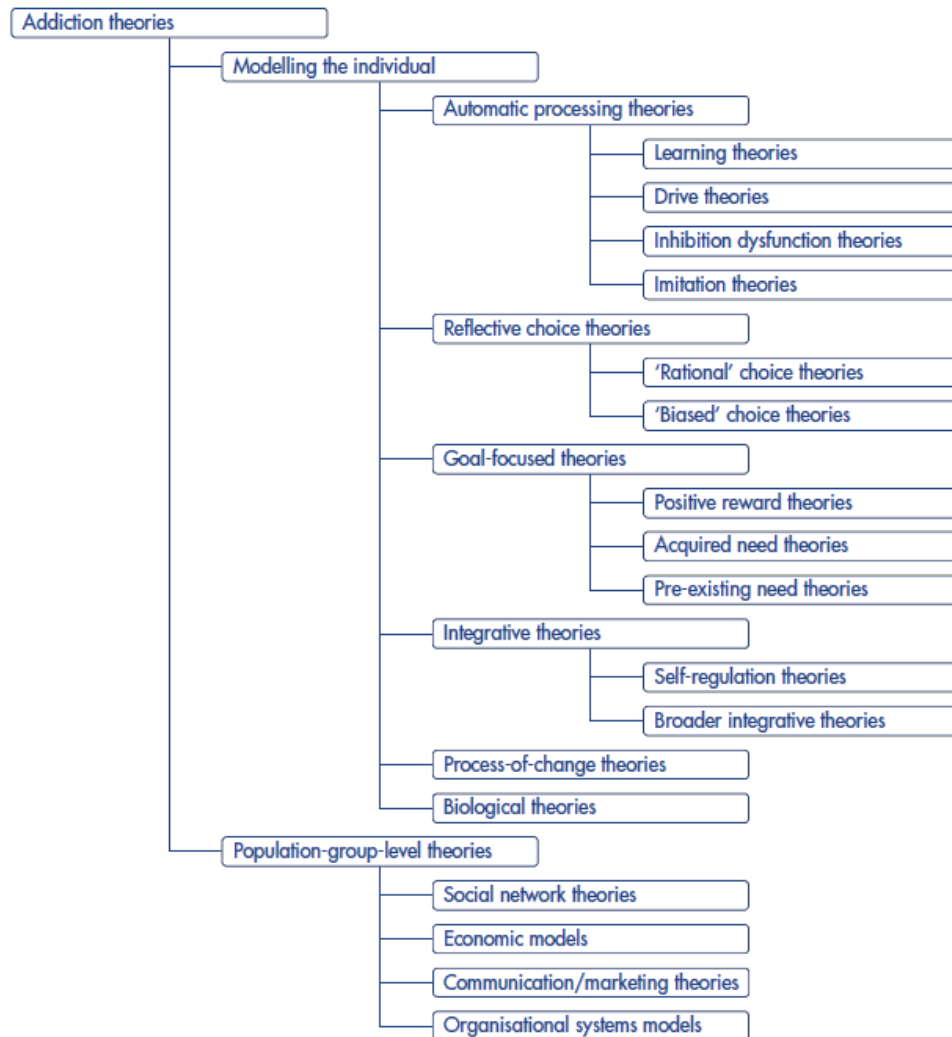 Addiction theories
Modelling the individual
Automatic processing theories
Learning theories
Drive theories
Inhibition dysfunction theories
Imitation theories
Reflective choice theories
‘Rational’ choice theories
‘Biased’ choice theories
Goal-focused theories
Positive reward theories
Acquired need theories
Pre-existing need theories
Integrative theories
Self-regulation theories
Broader integrative theories
Process-of-change theories
Biological theories
Population-group-level theories
Social network theories
Economic models
Communication/marketing theories
Organisational systems models